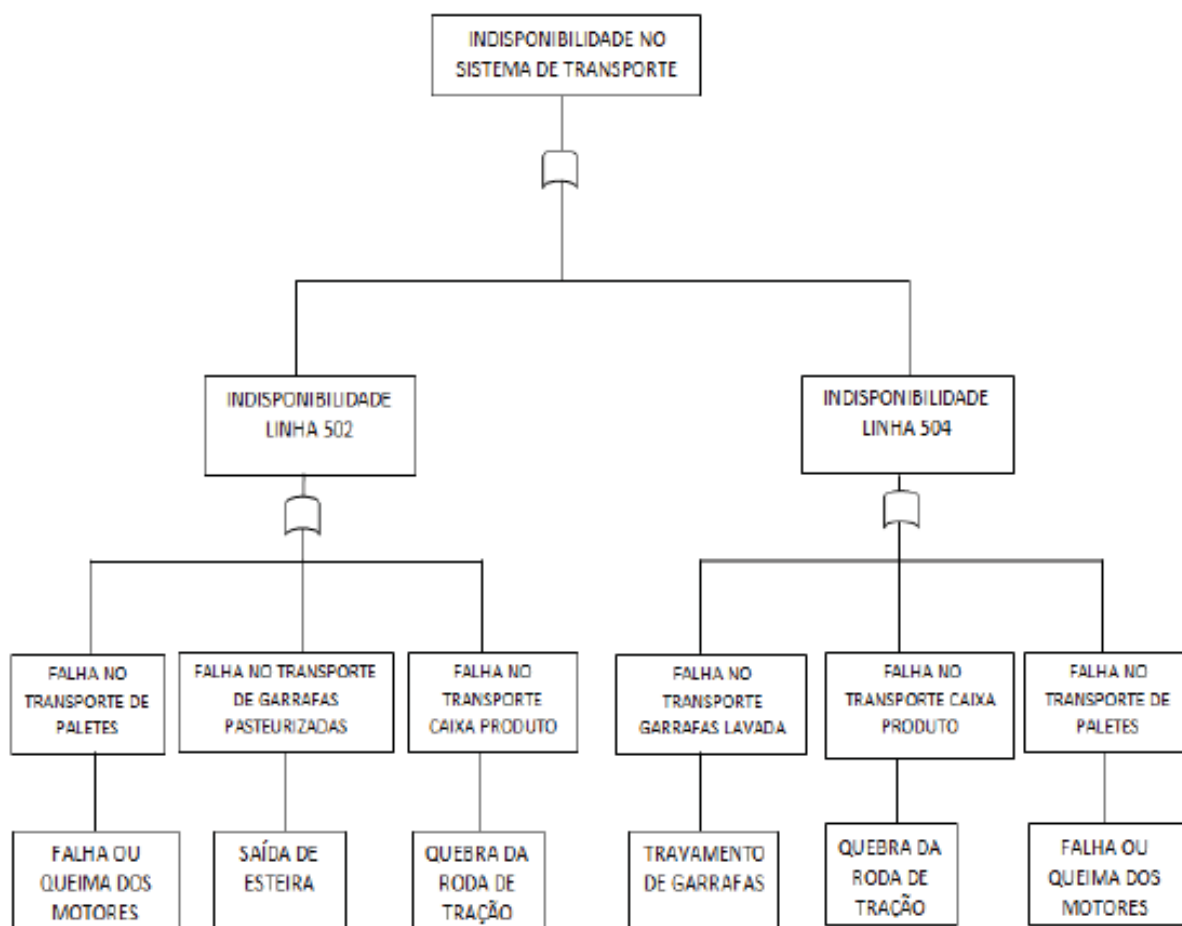 INDISPONIBILIDADE NO
SISTEMA DE TRANSPORTE
INDISPONIBILIDADE
LINHA 502
INDISPONIBILIDADE
LINHA 504
FALHA NO
TRANSPORTE DE
PALETES
FALHA NO TRANSPORTE
DE GARRAFAS
PASTEURIZADAS
FALHA NO
TRANSPORTE
CAIXA PRODUTO
FALHA NO
TRANSPORTE
GARRAFAS LAVADA
FALHA NO
TRANSPORTE CAIXA
PRODUTO
FALHA NO
TRANSPORTE DE
PALETES
FALHA OU
QUEIMA DOS
MOTORES
SAÍDA DE
ESTEIRA
QUEBRA DA
RODA DE
TRAÇÃO
TRAVAMENTO
DE GARRAFAS
QUEBRA DA
RODA DE
TRAÇÃO
FALHA OU
QUEIMA DOS
MOTORES